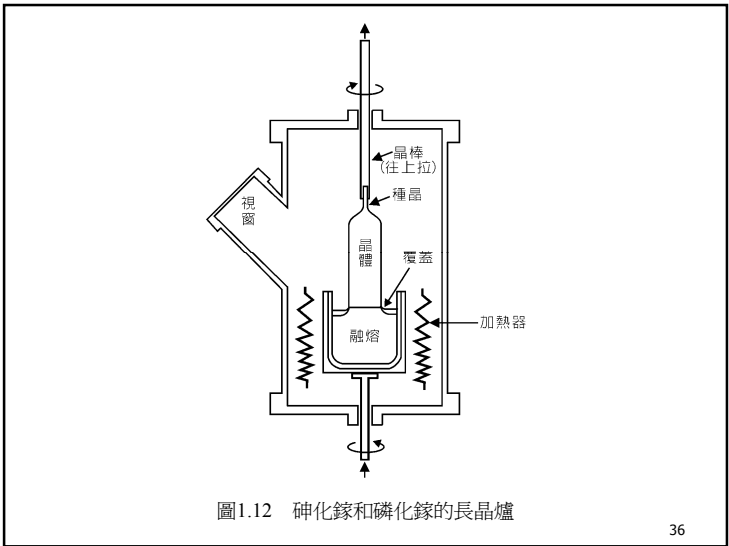 晶棒
(往上拉)
種晶
視
窗
晶
體
覆蓋
加熱器
融熔
圖1.12 砷化鎵和磷化鎵的長晶爐
36